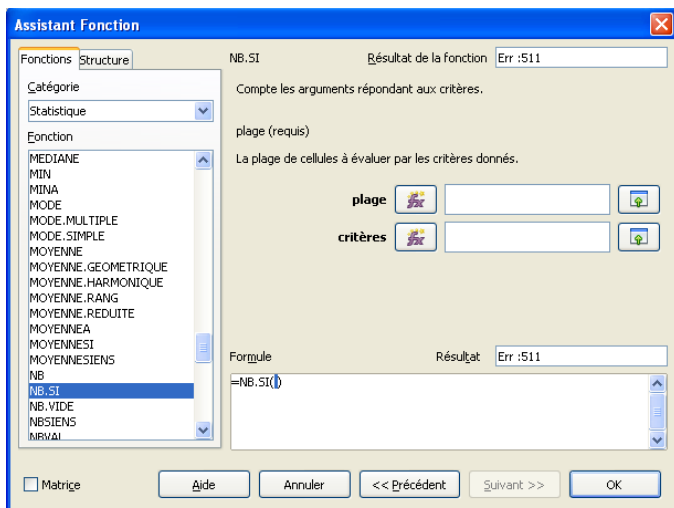 Assistant Fonction
Fonctions Structure
Catégorie
Statistique
Fonction
MEDIANE
MIN
MINA
MODE
MODE.MULTIPLE
MODE.SIMPLE
MOYENNE
MOYENNE.GEOMETRIQUE
MOYENNE.HARMONIQUE
MOYENNE.RANG
MOYENNE.REDUITE
MOYENNEA
MOYENNESI
MOYENNESIENS
NB
NB.SI
NB.VIDE
NBSIENS
NBVAL
NB.SI Résultat de la fonction Err :511
Compte les arguments répondant aux critères.
plage (requis)
La plage de cellules à évaluer par les critères donnés.
plage
critères
Formule Résultat Err :511
=NB.SI()
Matrice Aide Annuler << Précédent Suivant >> OK